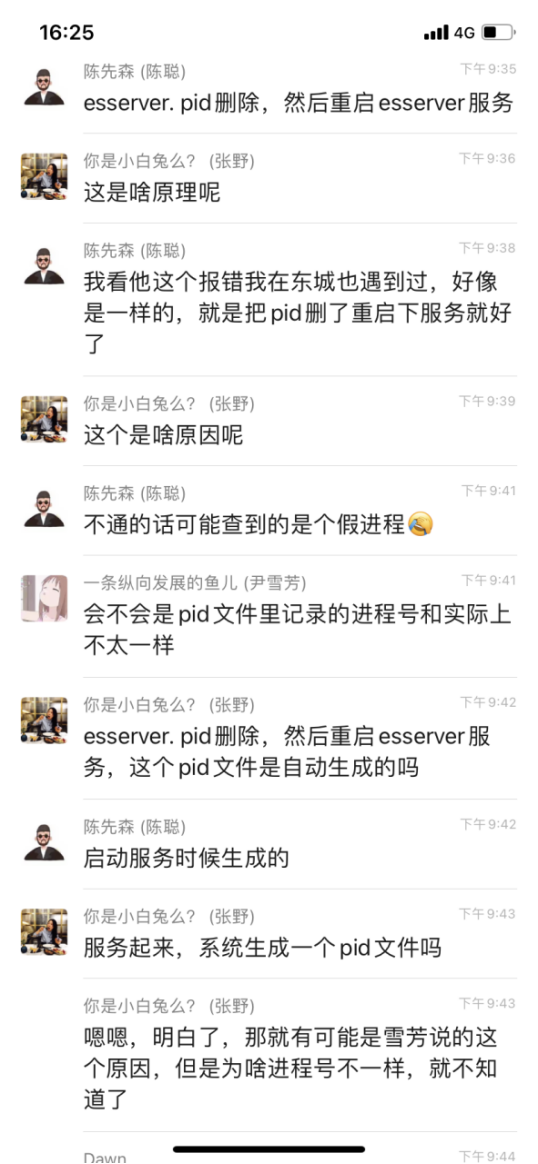 16:25
4G
陈先森 (陈聪)
下午9:35
esserver. pid删除，然后重启esserver服务
你是小白兔么？ (张野)
下午9:36
这是啥原理呢
陈先森 (陈聪)
下午9:38
我看他这个报错我在东城也遇到过，好像
是一样的，就是把pid删了重启下服务就好
了
你是小白兔么？ (张野)
下午9:39
这个是啥原因呢
陈先森 (陈聪)
下午9:41
不通的话可能查到的是个假进程🤣
一条纵向发展的鱼儿 (尹雪芳)
下午9:41
会不会是pid文件里记录的进程号和实际上
不太一样
你是小白兔么？ (张野)
下午9:42
esserver. pid删除，然后重启esserver服
务，这个pid文件是自动生成的吗
陈先森 (陈聪)
下午9:42
启动服务时候生成的
你是小白兔么？ (张野)
下午9:43
服务起来，系统生成一个pid文件吗
你是小白兔么？ (张野)
下午9:43
嗯嗯，明白了，那就有可能是雪芳说的这
个原因，但是为啥进程号不一样，就不知
道了
Dawn
下午9:44